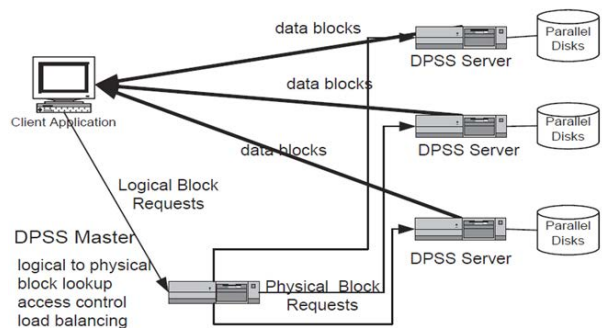 data blocks
Parallel
Disks
DPSS Server
data blocks
Client Application
Parallel
Disks
data blocks
DPSS Server
Logical Block
Requests
Parallel
Disks
DPSS Master
DPSS Server
logical to physical
block lookup
access control
load balancing
Physical Block
Requests